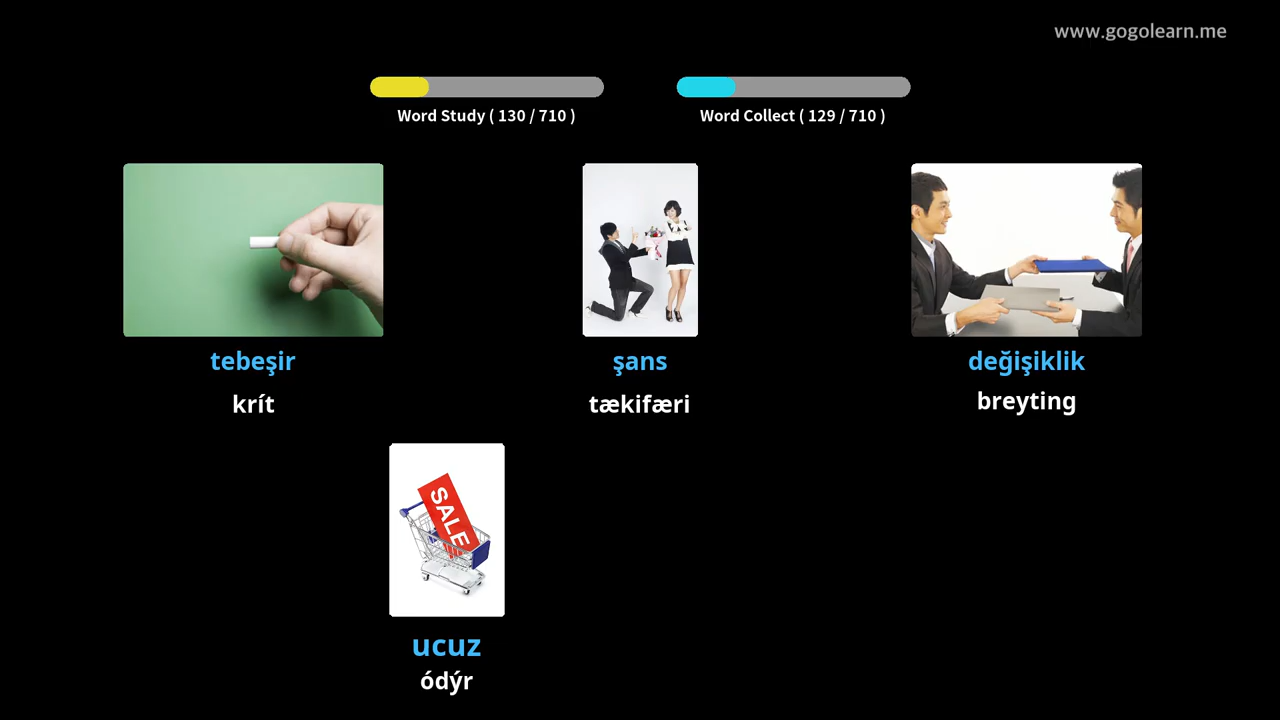 www.gogolearn.me
Word Study ( 130 / 710 )
Word Collect ( 129 / 710 )
tebeşir
krít
şans
tækifæri
değişiklik
breyting
SALE
ucuz
ódýr